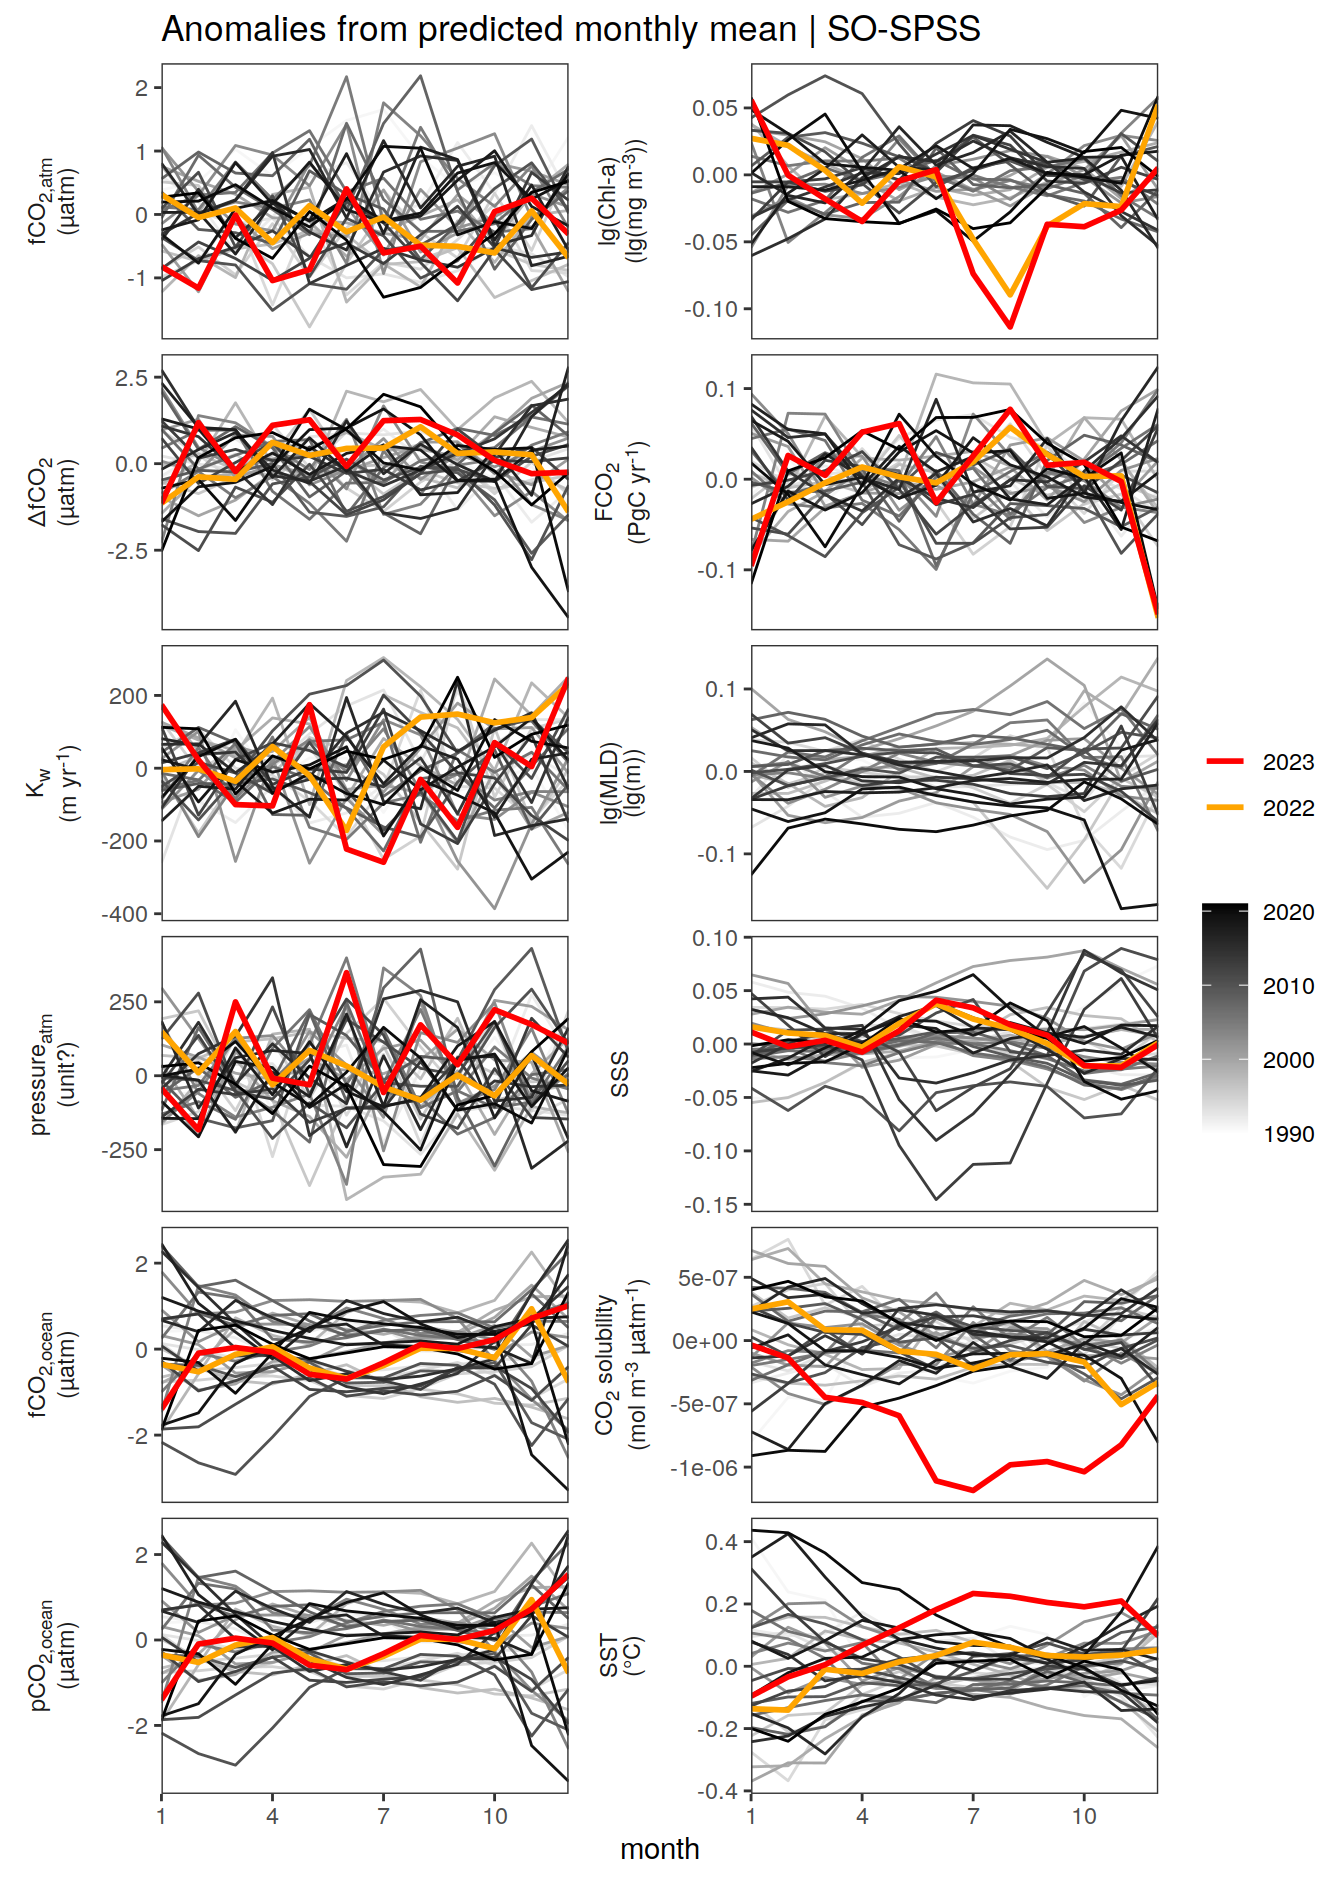 Anomalies from predicted monthly mean | SO-SPSS
fCO2,atm
(µatm)
2
1
0
-1
lg(Chl-a)
(lg(mg m-3))
0.05
0.00
-0.05
-0.10
ΔfCO2
(µatm)
2.5
0.0
-2.5
FCO2
(PgC yr-1)
0.1
0.0
-0.1
Kw
(m yr-1)
200
0
-200
-400
lg(MLD)
(lg(m))
0.1
0.0
-0.1
2023
2022
2020
2010
2000
1990
pressureatm
(unit?)
250
0
-250
SSS
0.10
0.05
0.00
-0.05
-0.10
-0.15
fCO2,ocean
(µatm)
2
0
-2
CO2 solubility
(mol m-3 µatm-1)
5e-07
0e+00
-5e-07
-1e-06
pCO2,ocean
(µatm)
2
0
-2
SST
(°C)
0.4
0.2
0.0
-0.2
-0.4
1 4 7 10
1 4 7 10
month